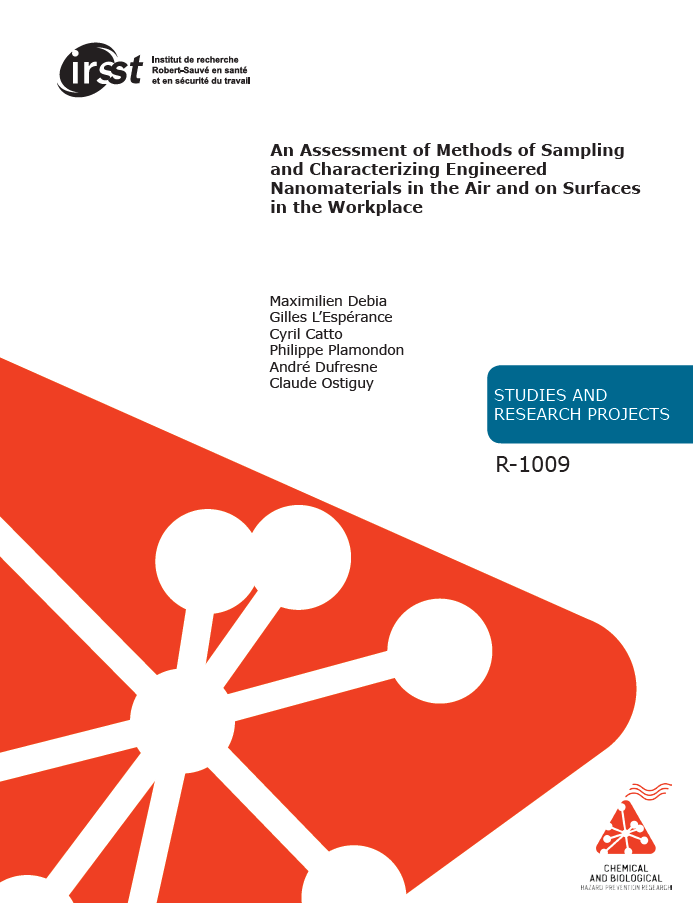 irsst
Institut de recherche
Robert-Sauvé en santé
et en sécurité du travail
An Assessment of Methods of Sampling
and Characterizing Engineered
Nanomaterials in the Air and on Surfaces
in the Workplace
Maximilien Debia
Gilles L’Espérance
Cyril Catto
Philippe Plamondon
André Dufresne
Claude Ostiguy
STUDIES AND
RESEARCH PROJECTS
R-1009
CHEMICAL
AND BIOLOGICAL
HAZARD PREVENTION RESEARCH